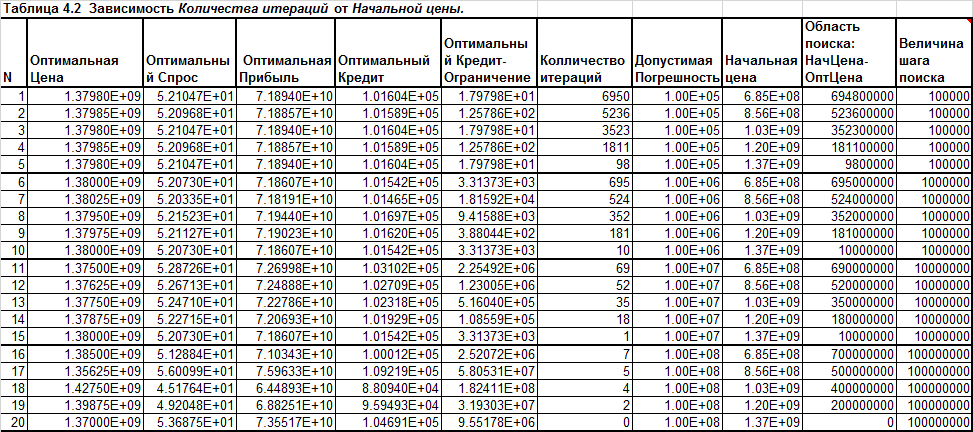 Таблица 4.2 Зависимость Количества итераций от Начальной цены.
N Оптимальная Цена Оптимальный Спрос Оптимальная Прибыль Оптимальный Кредит Оптимальный Кредит-Ограничение Колличество итераций Допустимая Погрешность Начальная цена Область поиска: НачЦена-ОптЦена Величина шага поиска
1 1.37980E+09 5.21047E+01 7.18940E+10 1.01604E+05 1.79798E+01 6950 1.00E+05 6.85E+08 694800000 100000
2 1.37985E+09 5.20968E+01 7.18857E+10 1.01589E+05 1.25786E+02 5236 1.00E+05 8.56E+08 523600000 100000
3 1.37980E+09 5.21047E+01 7.18940E+10 1.01604E+05 1.79798E+01 3523 1.00E+05 1.03E+09 352300000 100000
4 1.37985E+09 5.20968E+01 7.18857E+10 1.01589E+05 1.25786E+02 1811 1.00E+05 1.20E+09 181100000 100000
5 1.37980E+09 5.21047E+01 7.18940E+10 1.01604E+05 1.79798E+01 98 1.00E+05 1.37E+09 9800000 100000
6 1.38000E+09 5.20730E+01 7.18607E+10 1.01542E+05 3.31373E+03 695 1.00E+06 6.85E+08 695000000 1000000
7 1.38025E+09 5.20335E+01 7.18191E+10 1.01465E+05 1.81592E+04 524 1.00E+06 8.56E+08 524000000 1000000
8 1.37950E+09 5.21523E+01 7.19440E+10 1.01697E+05 9.41588E+03 352 1.00E+06 1.03E+09 352000000 1000000
9 1.37975E+09 5.21127E+01 7.19023E+10 1.01620E+05 3.88044E+02 181 1.00E+06 1.20E+09 181000000 1000000
10 1.38000E+09 5.20730E+01 7.18607E+10 1.01542E+05 3.31373E+03 10 1.00E+06 1.37E+09 10000000 1000000
11 1.37500E+09 5.28726E+01 7.26998E+10 1.03102E+05 2.25492E+06 69 1.00E+07 6.85E+08 690000000 10000000
12 1.37625E+09 5.26713E+01 7.24888E+10 1.02709E+05 1.23005E+06 52 1.00E+07 8.56E+08 520000000 10000000
13 1.37750E+09 5.24710E+01 7.22786E+10 1.02318E+05 5.16040E+05 35 1.00E+07 1.03E+09 350000000 10000000
14 1.37875E+09 5.22715E+01 7.20693E+10 1.01929E+05 1.08559E+05 18 1.00E+07 1.20E+09 180000000 10000000
15 1.38000E+09 5.20730E+01 7.18607E+10 1.01542E+05 3.31373E+03 1 1.00E+07 1.37E+09 10000000 10000000
16 1.38500E+09 5.12884E+01 7.10343E+10 1.00012E+05 2.52072E+06 7 1.00E+08 6.85E+08 700000000 100000000
17 1.35625E+09 5.60099E+01 7.59633E+10 1.09219E+05 5.80531E+07 5 1.00E+08 8.56E+08 500000000 100000000
18 1.42750E+09 4.51764E+01 6.44893E+10 8.80940E+04 1.82411E+08 4 1.00E+08 1.03E+09 400000000 100000000
19 1.39875E+09 4.92048E+01 6.88251E+10 9.59493E+04 3.19303E+07 2 1.00E+08 1.20E+09 200000000 100000000
20 1.37000E+09 5.36875E+01 7.35517E+10 1.04691E+05 9.55178E+06 0 1.00E+08 1.37E+09 0 100000000